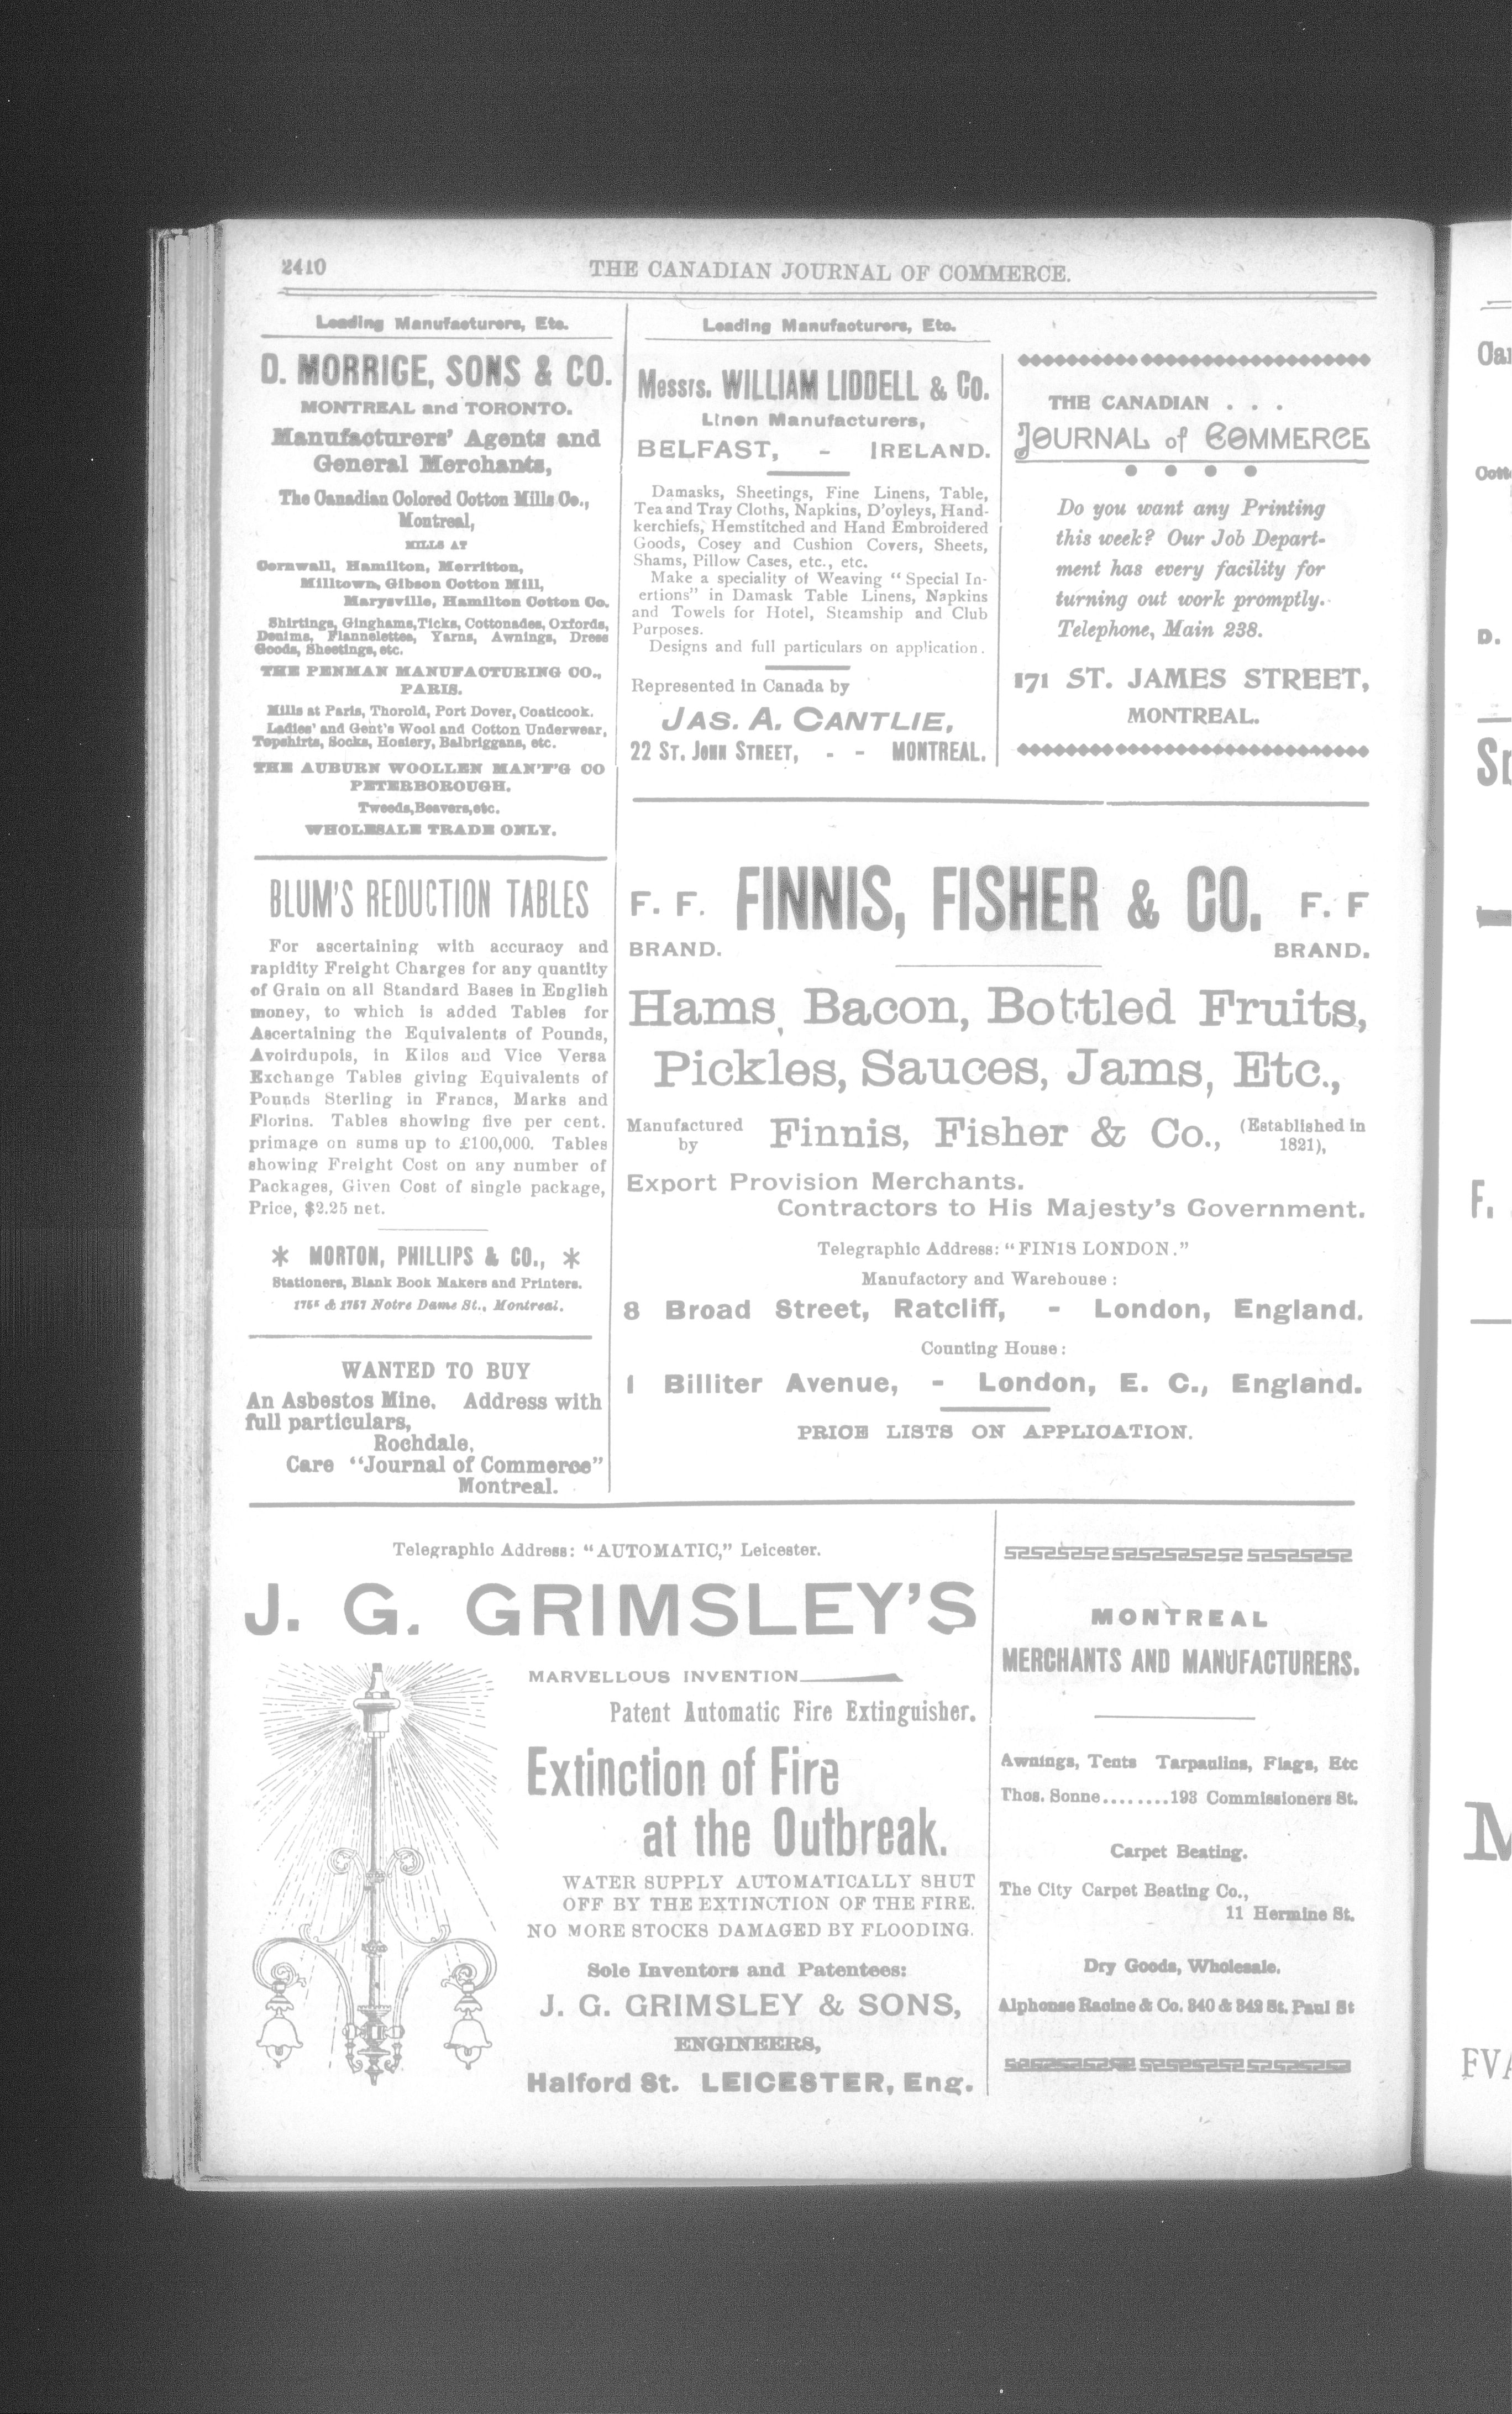 2410
THE CANADIAN JOURNAL OF COMMERCE.
Leading Manufacturers, Etc.
D. MORRICE, SONS & CO.
MONTREAL and TORONTO.
Manufacturers' Agents and
General Merchants,
The Canadian Colored Cotton Mills Co.,
Montreal,
MILLS AT
Cornwall, Hamilton, Merritton,
Milltown, Gibson Cotton Mill,
Marysville, Hamilton Cotton Co.
Shirtings, Ginghams, Ticks, Cottonades, Oxfords,
Denims, Flannelettes, Yarns, Awnings, Dress
Goods, Sheetings, etc.
THE PENMAN MANUFACTURING CO.,
PARIS.
Mills at Paris, Thorold, Port Dover, Coaticook.
Ladies' and Gent's Wool and Cotton Underwear,
Topshirts, Socks, Hosiery, Balbriggans, etc.
THE AUBURN WOOLLEN MAN'F'G CO
PETERBOROUGH.
Tweeds, Beavers, etc.
WHOLESALE TRADE ONLY.
BLUM'S REDUCTION TABLES
For ascertaining with accuracy and
rapidity Freight Charges for any quantity
of Grain on all Standard Bases in English
money, to which is added Tables for
Ascertaining the Equivalents of Pounds,
Avoirdupois, in Kilos and Vice Versa
Exchange Tables giving Equivalents of
Pounds Sterling in Francs, Marks and
Florins. Tables showing five per cent.
primage on sums up to £100,000. Tables
showing Freight Cost on any number of
Packages, Given Cost of single package,
Price, $2.25 net.
* MORTON, PHILLIPS & CO., *
Stationers, Blank Book Makers and Printers.
1755 & 1757 Notre Dame St., Montreal.
WANTED TO BUY
An Asbestos Mine. Address with
full particulars,
Rochdale,
Care "Journal of Commerce"
Montreal.
Leading Manufacturers, Etc.
Messrs. WILLIAM LIDDELL & CO.
Linen Manufacturers,
BELFAST, - IRELAND.
Damasks, Sheetings, Fine Linens, Table,
Tea and Tray Cloths, Napkins, D'oyleys, Hand-
kerchiefs, Hemstitched and Hand Embroidered
Goods, Cosey and Cushion Covers, Sheets,
Shams, Pillow Cases, etc., etc.
Make a speciality of Weaving "Special In-
ertions" in Damask Table Linens, Napkins
and Towels for Hotel, Steamship and Club
Purposes.
Designs and full particulars on application.
Represented in Canada by
JAS. A. CANTLIE,
22 ST. JOHN STREET, - - MONTREAL.
THE CANADIAN . . .
JOURNAL of COMMERCE
Do you want any Printing
this week? Our Job Depart-
ment has every facility for
turning out work promptly.
Telephone, Main 238.
171 ST. JAMES STREET,
MONTREAL.
F. F. FINNIS, FISHER & CO. F. F
BRAND. BRAND.
Hams, Bacon, Bottled Fruits,
Pickles, Sauces, Jams, Etc.,
Manufactured by Finnis, Fisher & Co., (Established in 1821),
Export Provision Merchants.
Contractors to His Majesty's Government.
Telegraphic Address: "FINIS LONDON."
Manufactory and Warehouse:
8 Broad Street, Ratcliff, - London, England.
Counting House:
1 Billiter Avenue, - London, E. C., England.
PRICE LISTS ON APPLICATION.
Telegraphic Address: "AUTOMATIC," Leicester.
J. G. GRIMSLEY'S
MARVELLOUS INVENTION
Patent Automatic Fire Extinguisher.
Extinction of Fire
at the Outbreak.
WATER SUPPLY AUTOMATICALLY SHUT
OFF BY THE EXTINCTION OF THE FIRE.
NO MORE STOCKS DAMAGED BY FLOODING.
Sole Inventors and Patentees:
J. G. GRIMSLEY & SONS,
ENGINEERS,
Halford St. LEICESTER, Eng.
MONTREAL
MERCHANTS AND MANUFACTURERS.
Awnings, Tents Tarpaulins, Flags, Etc
Thos. Sonne........193 Commissioners St.
Carpet Beating.
The City Carpet Beating Co.,
11 Hermine St.
Dry Goods, Wholesale.
Alphonse Racine & Co. 340 & 342 St. Paul St
D.
F.